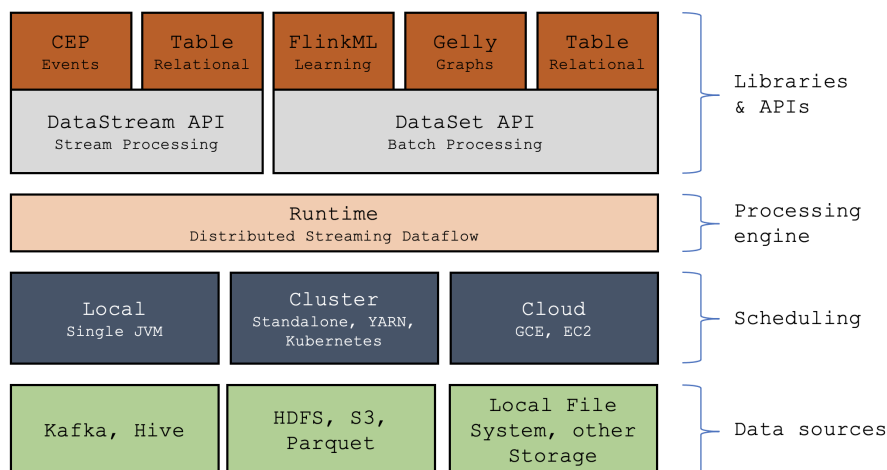 CEP
Events
Table
Relational
FlinkML
Learning
Gelly
Graphs
Table
Relational
DataStream API
Stream Processing
DataSet API
Batch Processing
Libraries
& APIs
Runtime
Distributed Streaming Dataflow
Processing
engine
Local
Single JVM
Cluster
Standalone, YARN,
Kubernetes
Cloud
GCE, EC2
Scheduling
Kafka, Hive
HDFS, S3,
Parquet
Local File
System, other
Storage
Data sources